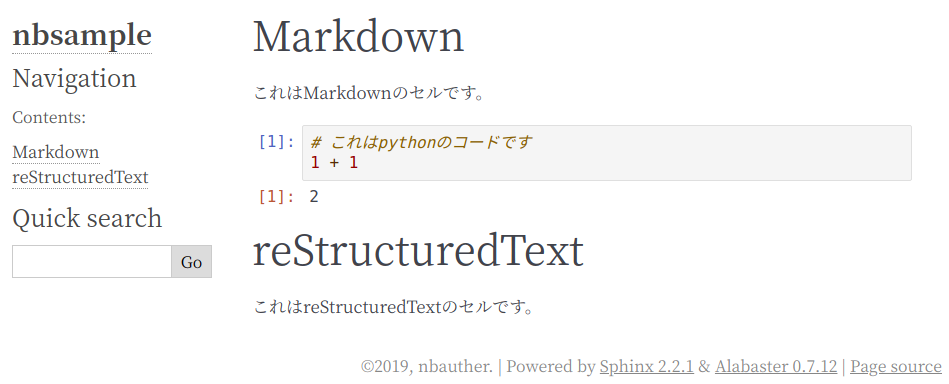 nbsample
Navigation
Contents:
Markdown
reStructuredText
Quick search
Go
Markdown
これはMarkdownのセルです。
[1]: # これはpythonのコードです
1 + 1
[1]: 2
reStructuredText
これはreStructuredTextのセルです。
©2019, nbauther. | Powered by Sphinx 2.2.1 & Alabaster 0.7.12 | Page source